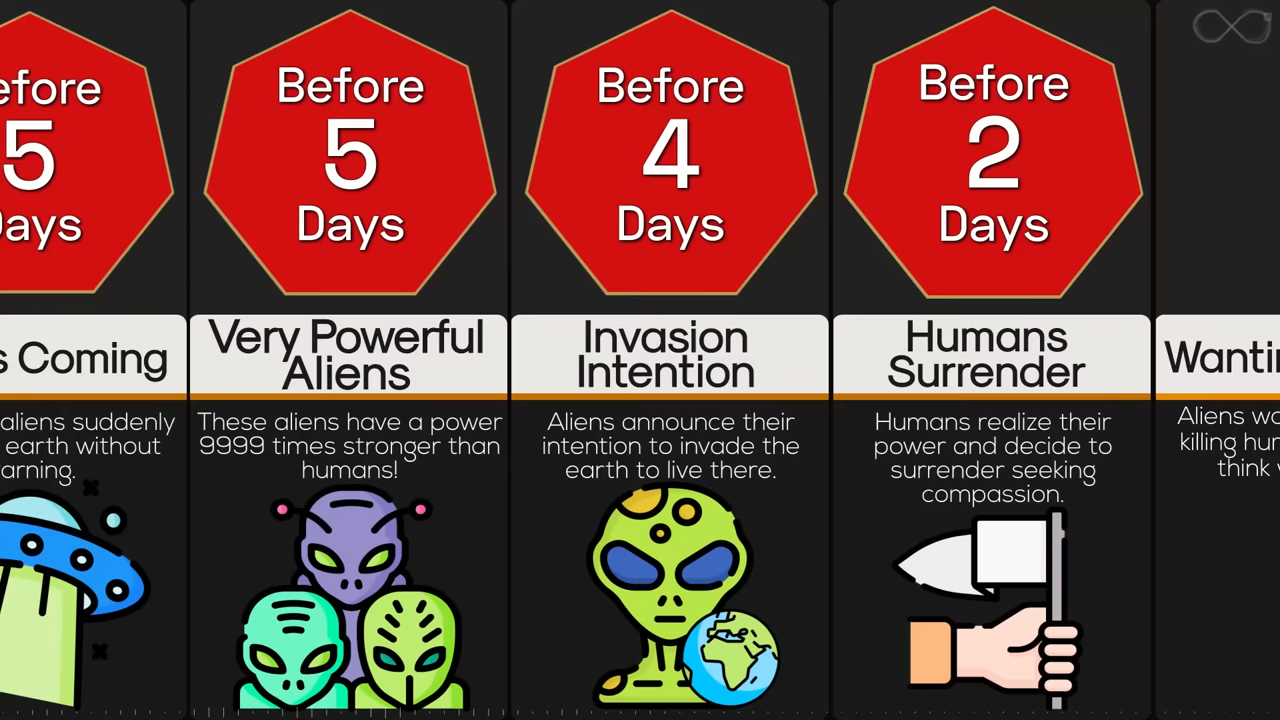 efore
5
Days
s Coming
aliens suddenly
earth without
arning.
Before
5
Days
Very Powerful
Aliens
These aliens have a power
9999 times stronger than
humans!
Before
4
Days
Invasion
Intention
Aliens announce their
intention to invade the
earth to live there.
Before
2
Days
Humans
Surrender
Humans realize their
power and decide to
surrender seeking
compassion.
Wantin
Aliens wa
killing hum
think